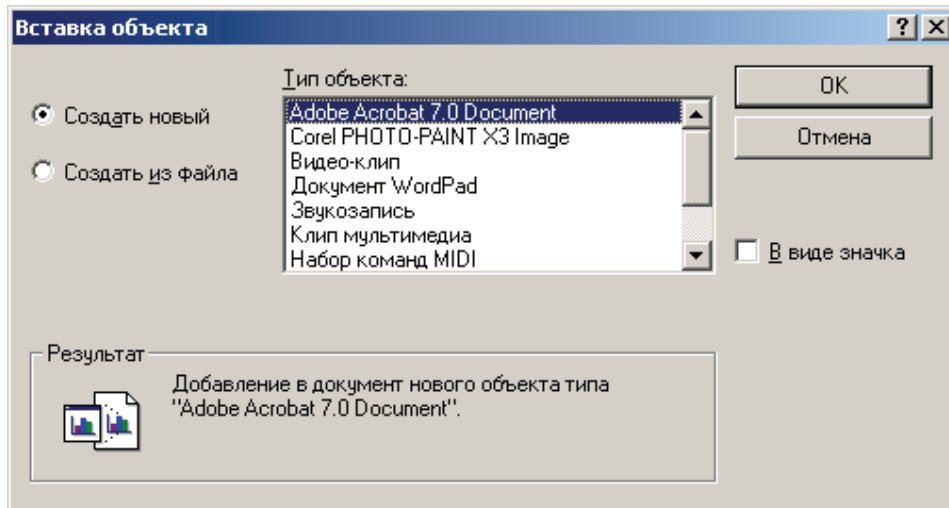 Вставка объекта
Тип объекта:
Создать новый
Создать из файла
Adobe Acrobat 7.0 Document
Corel PHOTO-PAINT X3 Image
Видео-клип
Документ WordPad
Звукозапись
Клип мультимедиа
Набор команд MIDI
OK
Отмена
В виде значка
Результат
Добавление в документ нового объекта типа
"Adobe Acrobat 7.0 Document".